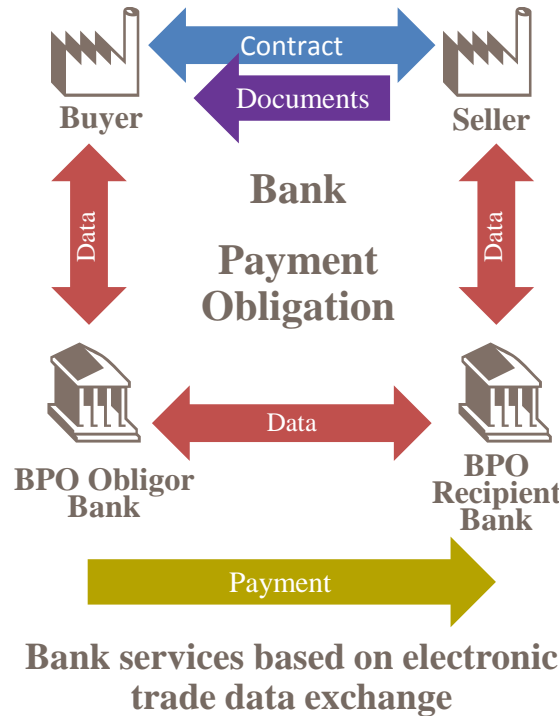 Contract
Documents
Buyer
Seller
Data
Data
Bank
Payment
Obligation
Data
BPO Obligor
Bank
BPO
Recipient
Bank
Payment
Bank services based on electronic
trade data exchange